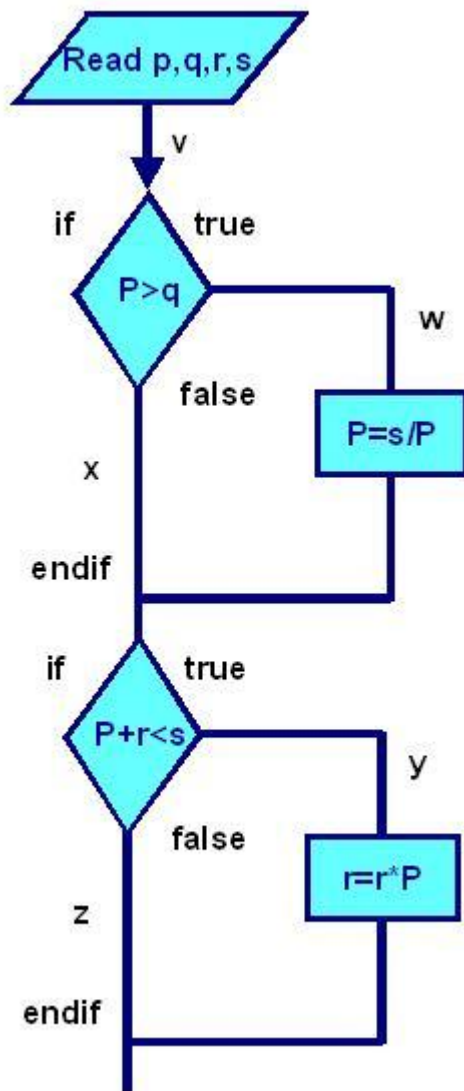 Read p,q,r,s
v
if true
P>q
w
false
P=s/P
x
endif
if true
P+r<s
y
false
r=r*P
z
endif